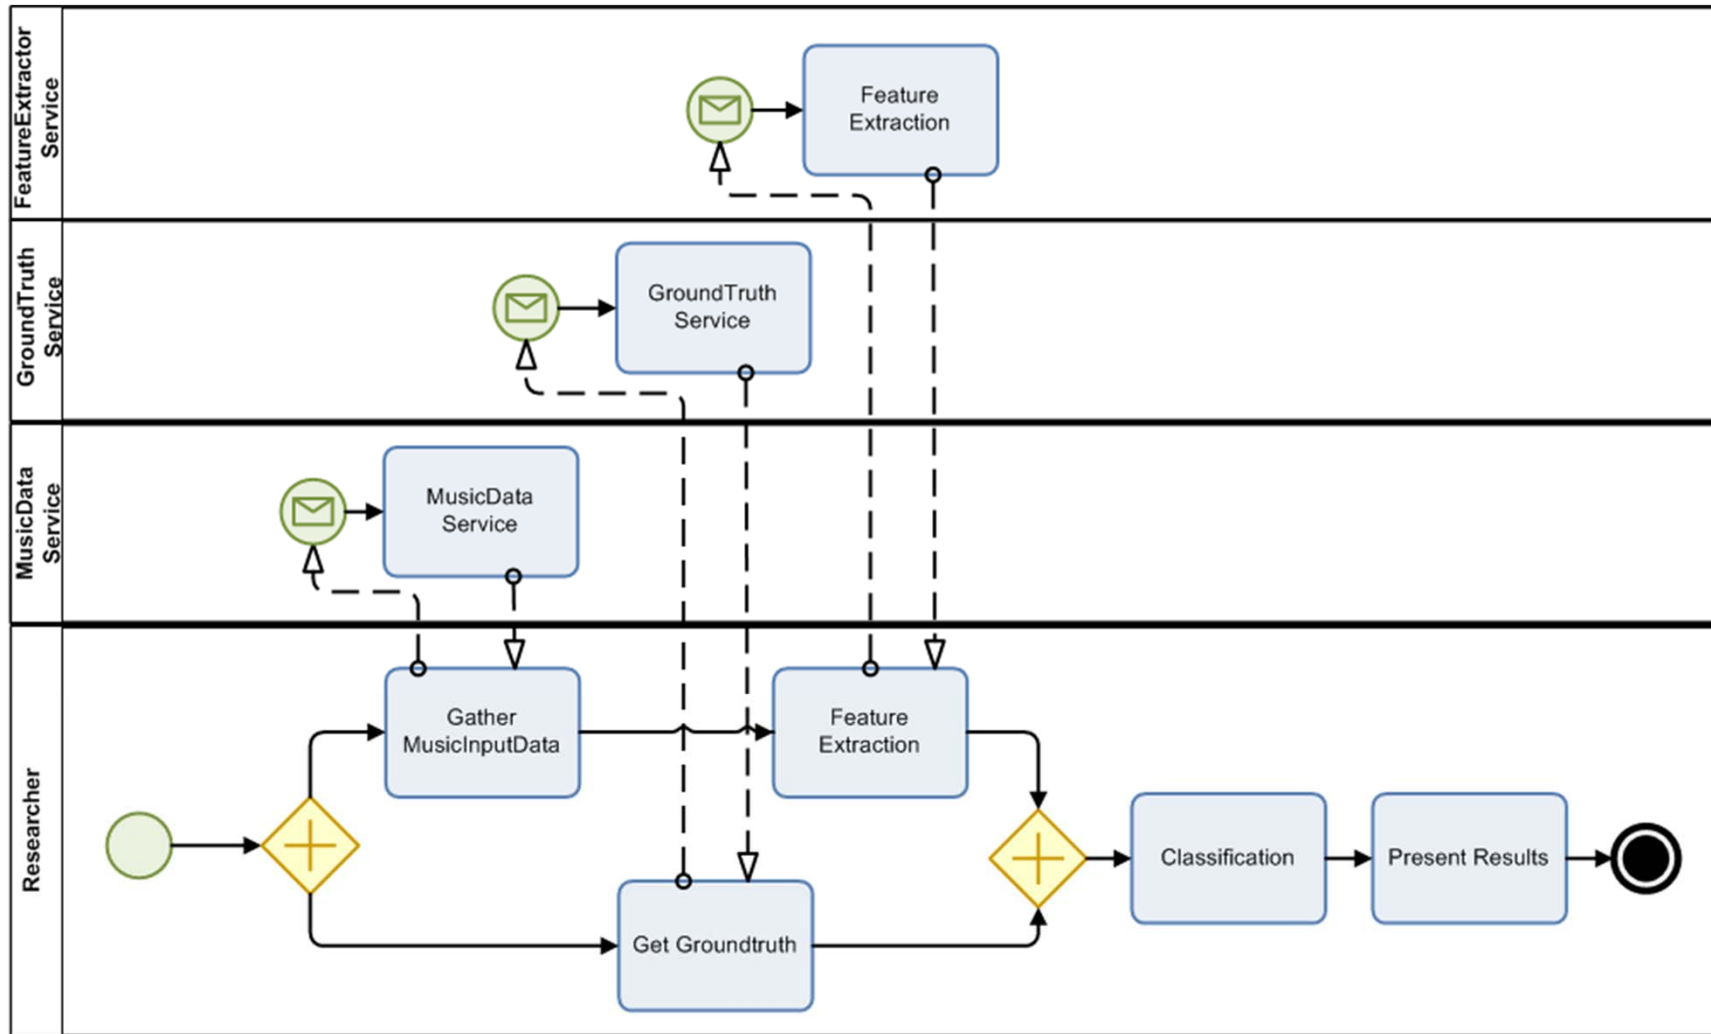 FeatureExtractor
Service
Feature
Extraction
GroundTruth
Service
GroundTruth
Service
MusicData
Service
MusicData
Service
Researcher
Gather
MusicInputData
Feature
Extraction
Get Groundtruth
Classification
Present Results